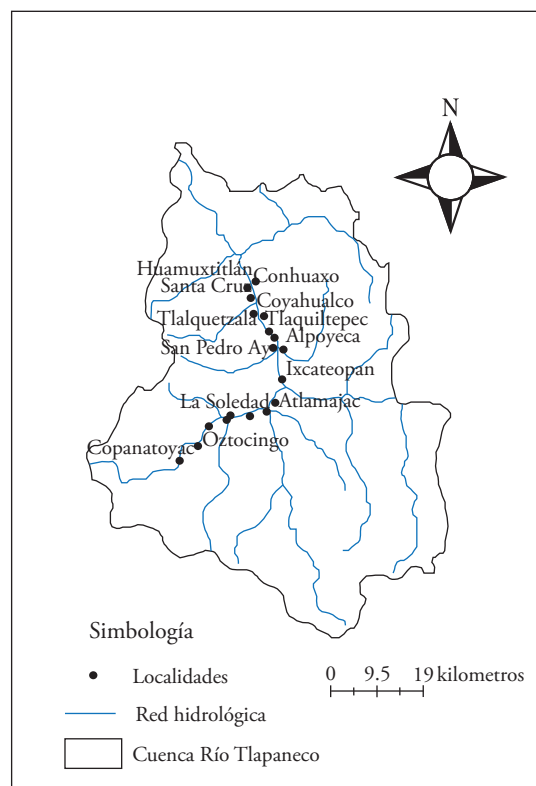 N
Huamuxtitlán
Conhuaxo
Santa Cruz
Coyahualco
Tlalquetzala
Tlaquiltepec
Alpoyeca
San Pedro Ay
Ixcateopan
La Soledad
Atlamajac
Copanatoyac
Oztocingo
Simbología
Localidades
0 9.5 19 kilometros
Red hidrológica
Cuenca Río Tlapaneco